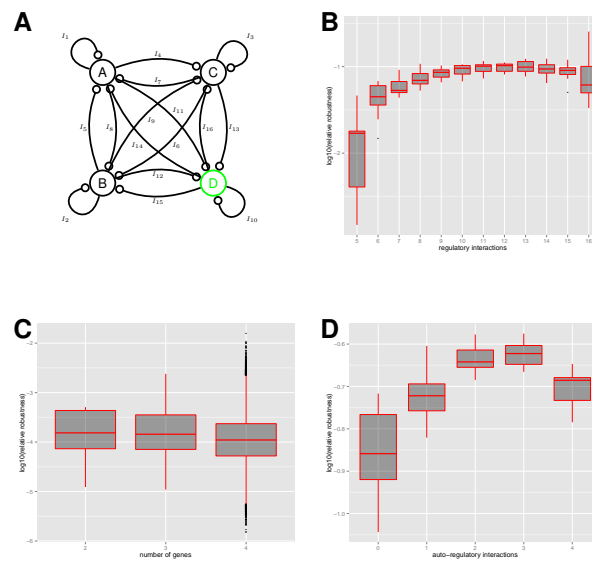 A
I1
I3
I4
A
C
I7
I11
I5
I8
I9
I16
I13
I14
I6
I12
B
D
I15
I2
I10
B
log10(relative robustness)
−1
−2
5 6 7 8 9 10 11 12 13 14 15 16
regulatory interactions
C
log10(relative robustness)
−2
−3
−4
−5
−6
2 3 4
number of genes
D
log10(relative robustness)
−0.6
−0.7
−0.8
−0.9
−1.0
0 1 2 3 4
auto−regulatory interactions